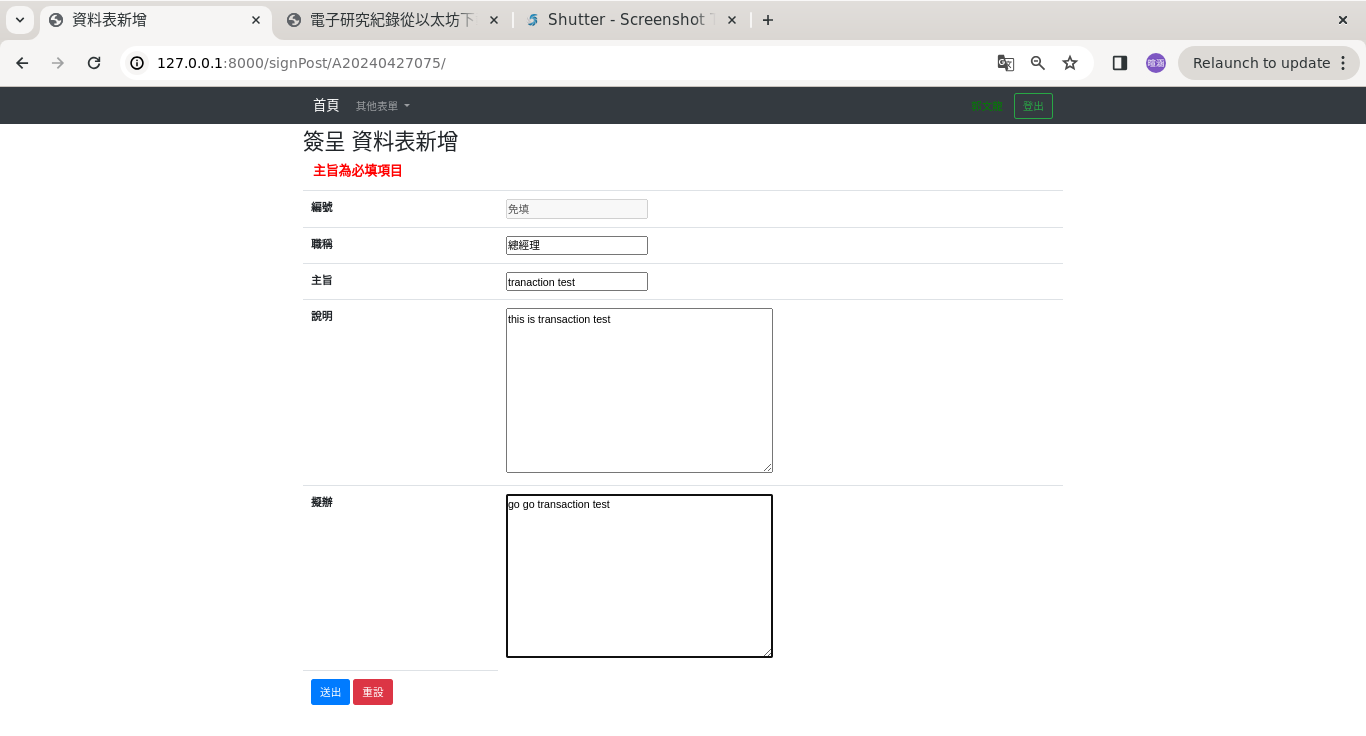 資料表新增
電子研究紀錄從以太坊下
Shutter - Screenshot T
127.0.0.1:8000/signPost/A20240427075/
喧涵
Relaunch to update
首頁
其他表單
登出
簽呈 資料表新增
主旨為必填項目
編號
免填
職稱
總經理
主旨
tranaction test
說明
this is transaction test
擬辦
go go transaction test
送出
重設